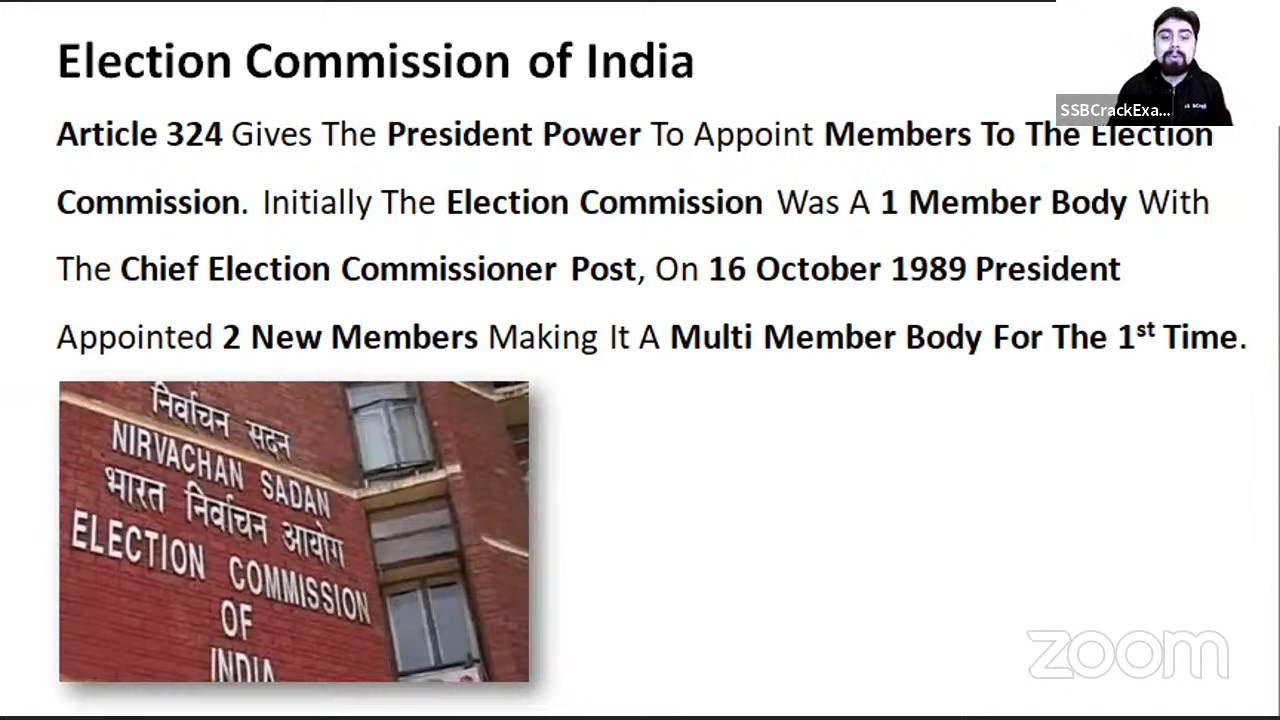 Election Commission of India
SSBCrackExa...
Article 324 Gives The President Power To Appoint Members To The Election
Commission. Initially The Election Commission Was A 1 Member Body With
The Chief Election Commissioner Post, On 16 October 1989 President
Appointed 2 New Members Making It A Multi Member Body For The 1st Time.
निर्वाचन सदन
NIRVACHAN SADAN
भारत निर्वाचन आयोग
ELECTION COMMISSION
OF
INDIA
zoom